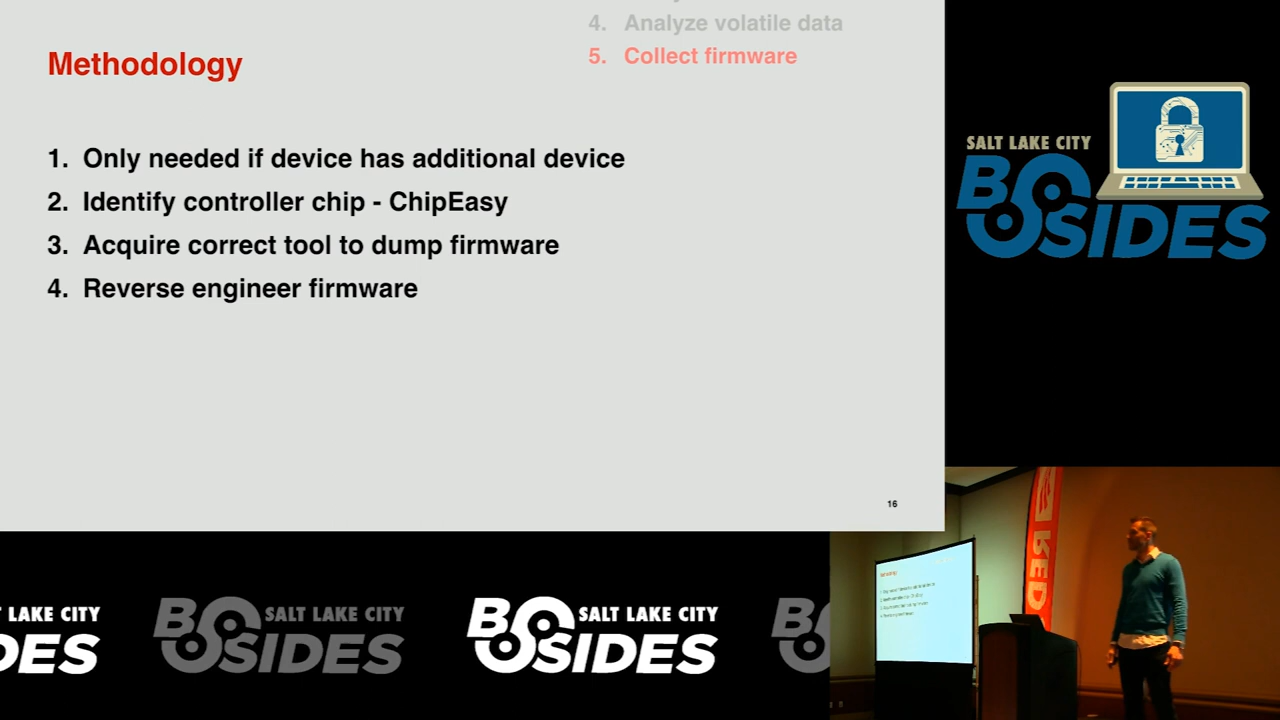 4. Analyze volatile data
5. Collect firmware
Methodology
1. Only needed if device has additional device
2. Identify controller chip - ChipEasy
3. Acquire correct tool to dump firmware
4. Reverse engineer firmware
16
SALT LAKE CITY
BSIDES
RED
LAKE CITY
DES
SALT LAKE CITY
BSIDES
SALT LAKE CITY
BSIDES
B